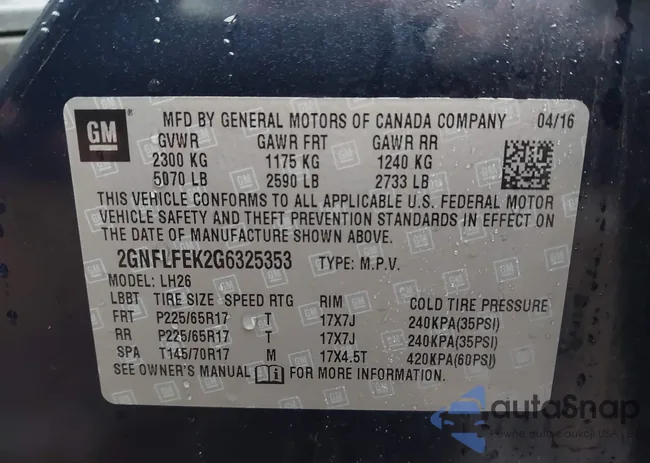 GM
MFD BY GENERAL MOTORS OF CANADA COMPANY 04/16
GVWR GAWR FRT GAWR RR
2300 KG 1175 KG 1240 KG
5070 LB 2590 LB 2733 LB
THIS VEHICLE CONFORMS TO ALL APPLICABLE U.S. FEDERAL MOTOR
VEHICLE SAFETY AND THEFT PREVENTION STANDARDS IN EFFECT ON
THE DATE OF MANUFACTURE SHOWN ABOVE.
2GNFLFEK2G6325353 TYPE: M.P.V.
MODEL: LH26
LBBT TIRE SIZE SPEED RTG RIM COLD TIRE PRESSURE
FRT P225/65R17 T 17X7J 240KPA(35PSI)
RR P225/65R17 T 17X7J 240KPA(35PSI)
SPA T145/70R17 M 17X4.5T 420KPA(60PSI)
SEE OWNER'S MANUAL FOR MORE INFORMATION.
autoSnap
Pewne auto z aukcji USA